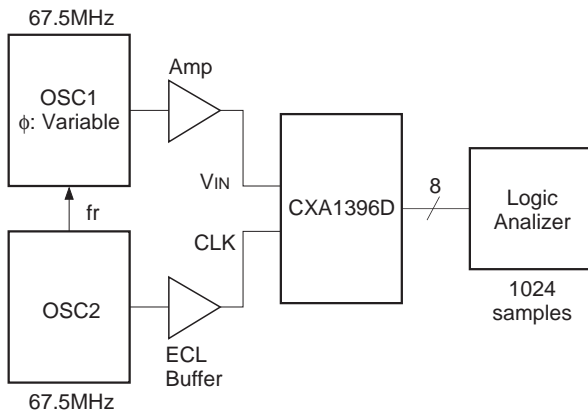 67.5MHz
OSC1
ϕ: Variable
Amp
VIN
fr
CLK
OSC2
67.5MHz
ECL
Buffer
CXA1396D
8
Logic
Analizer
1024
samples